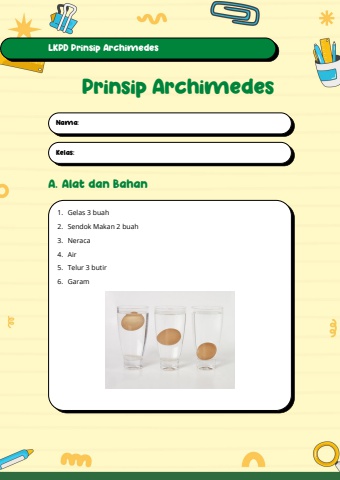 LKPD Prinsip Archimedes
Prinsip Archimedes
Nama:
Kelas:
A. Alat dan Bahan
1. Gelas 3 buah
2. Sendok Makan 2 buah
3. Neraca
4. Air
5. Telur 3 butir
6. Garam